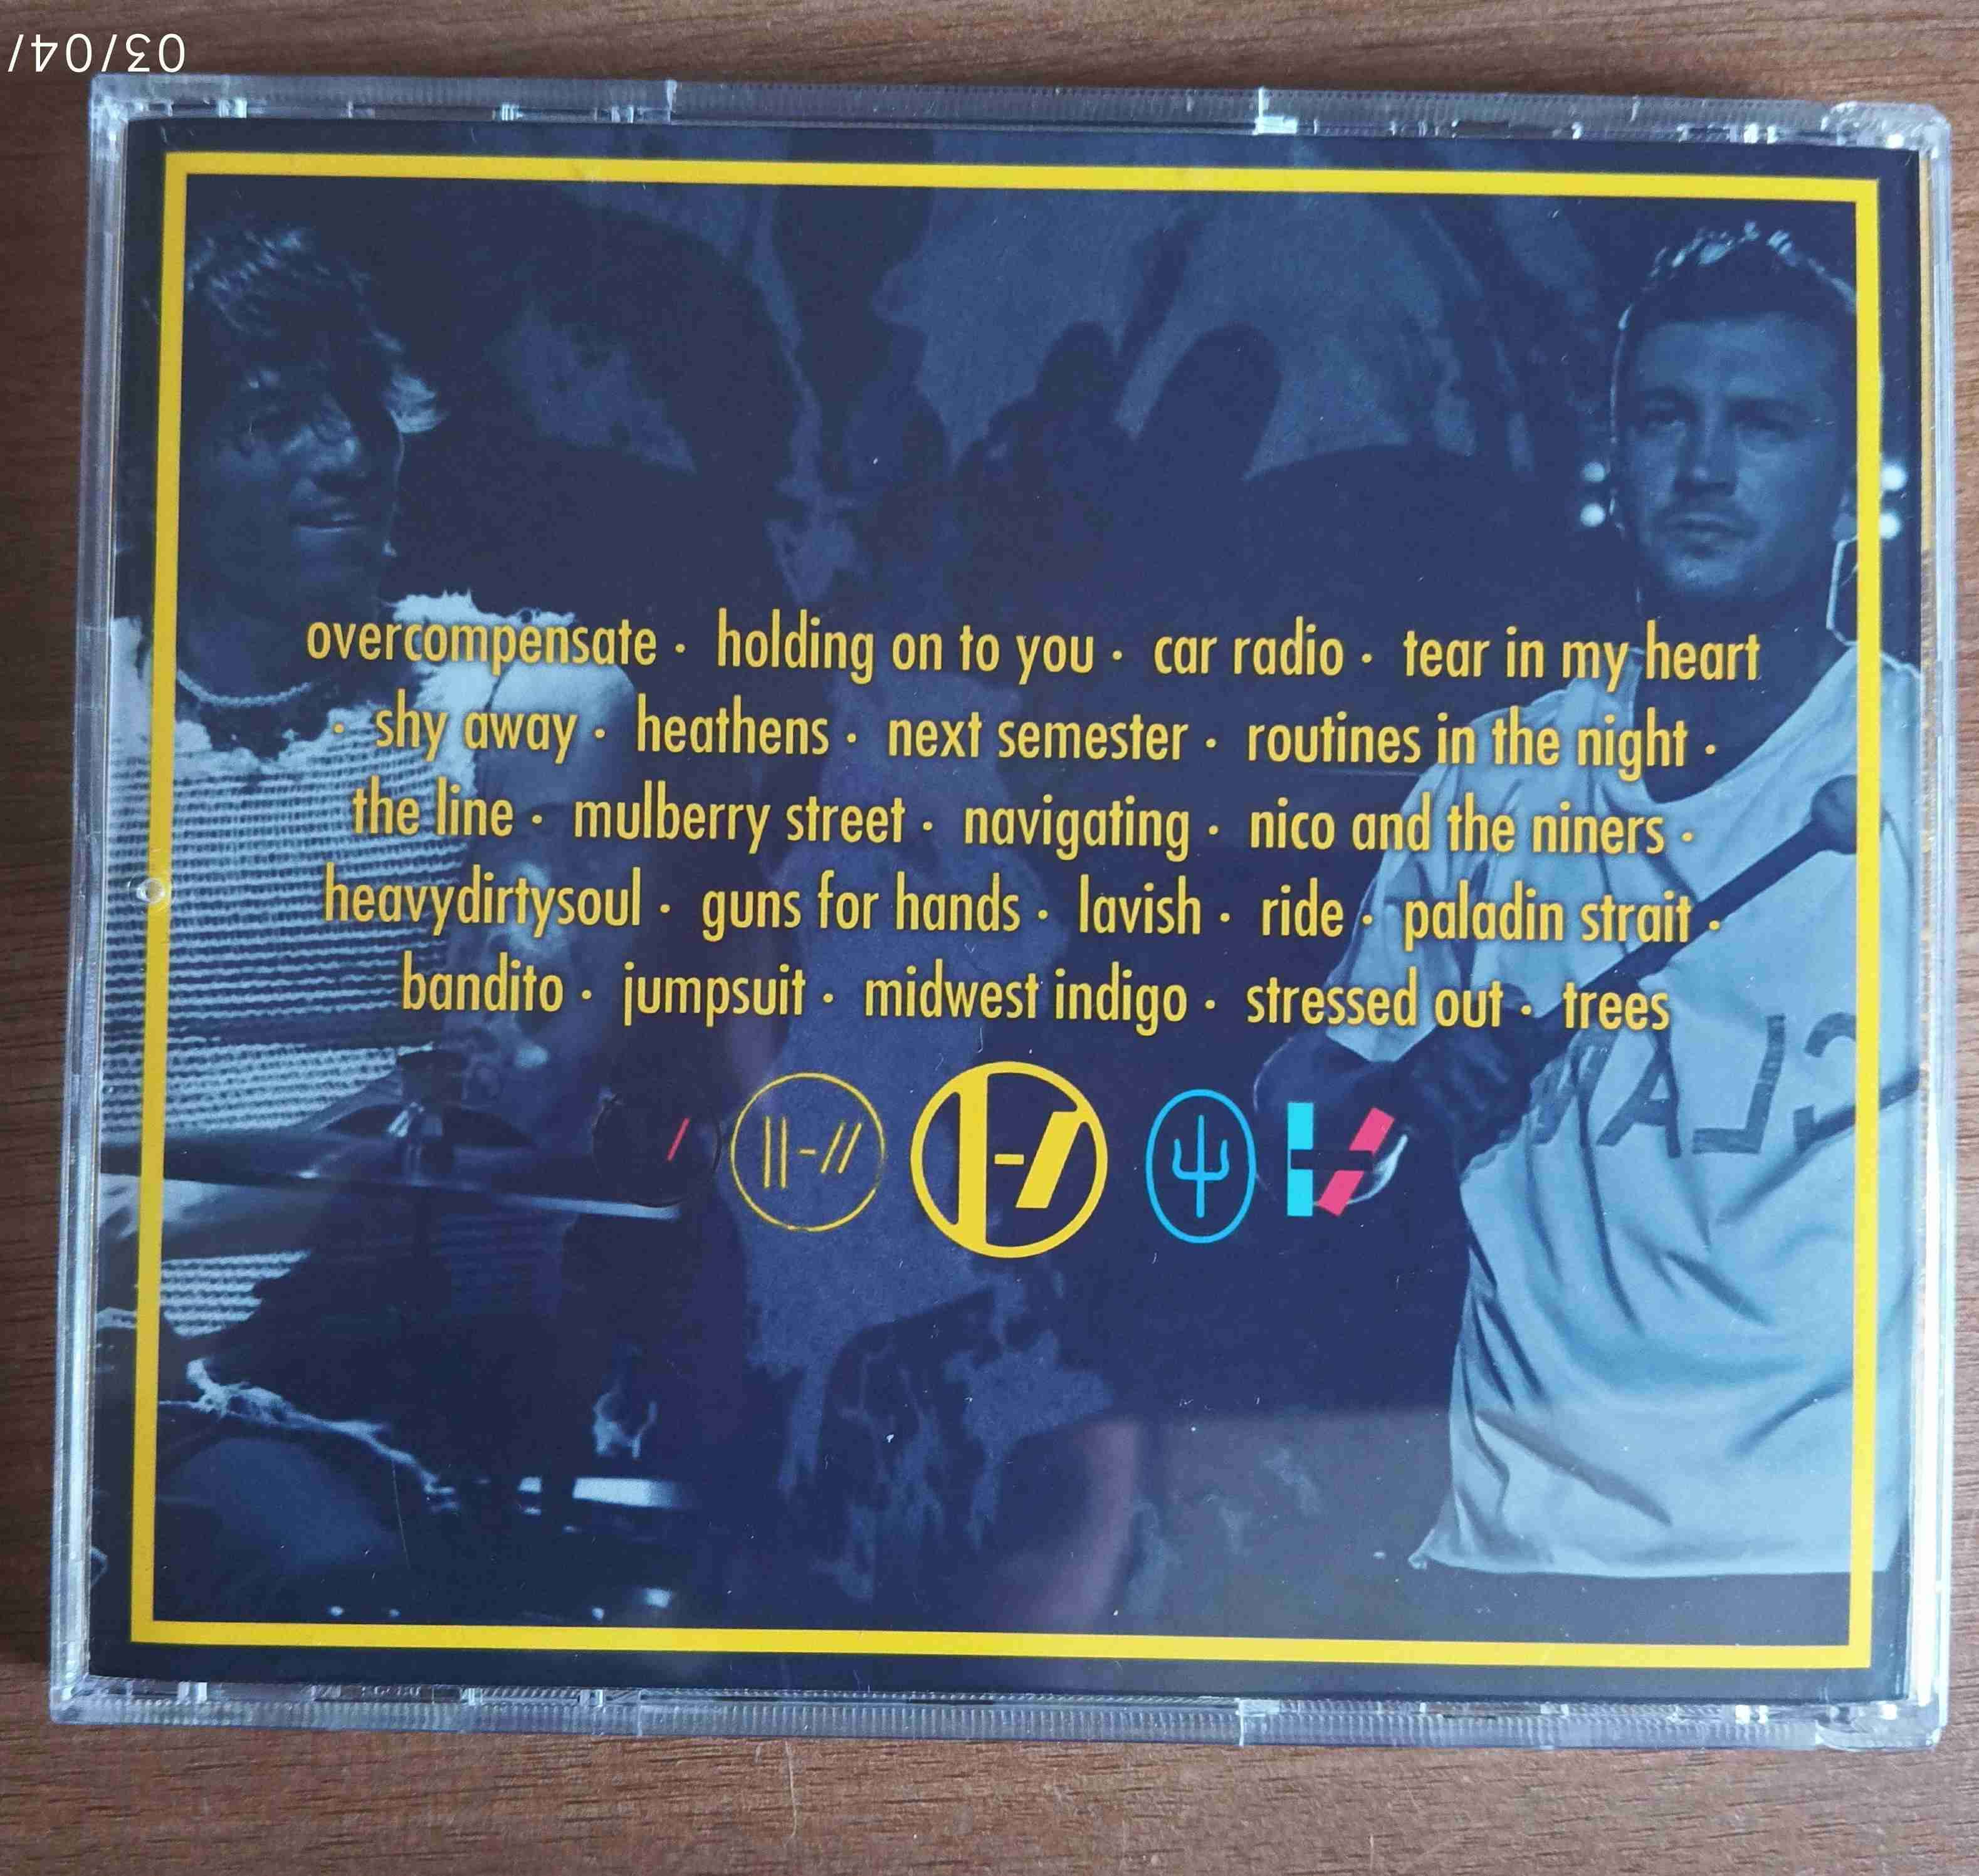 03/04/
overcompensate · holding on to you · car radio · tear in my heart
· shy away · heathens · next semester · routines in the night ·
the line · mulberry street · navigating · nico and the niners ·
heavydirtysoul · guns for hands · lavish · ride · paladin strait ·
bandito · jumpsuit · midwest indigo · stressed out · trees
||-//
|-/